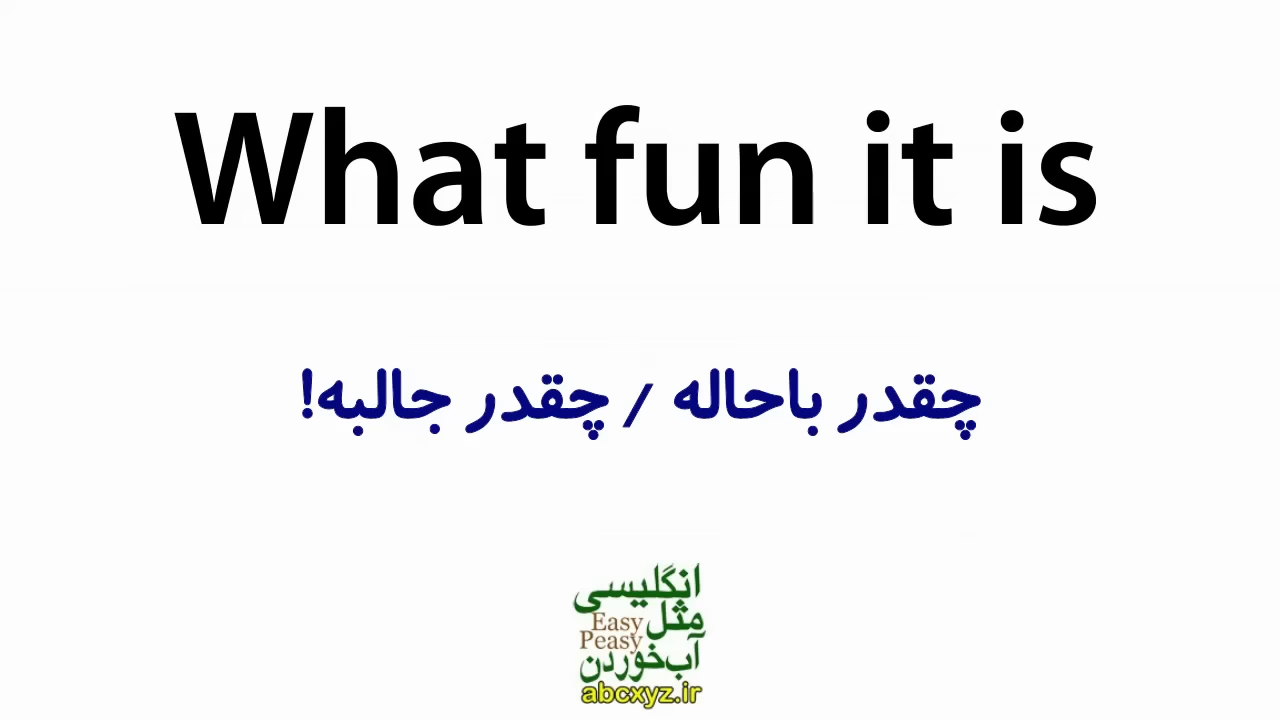 What fun it is
چقدر باحاله / چقدر جالبه!
انگلیسی
مثل Easy
Peasy
آب‌خوردن
abcxyz.ir